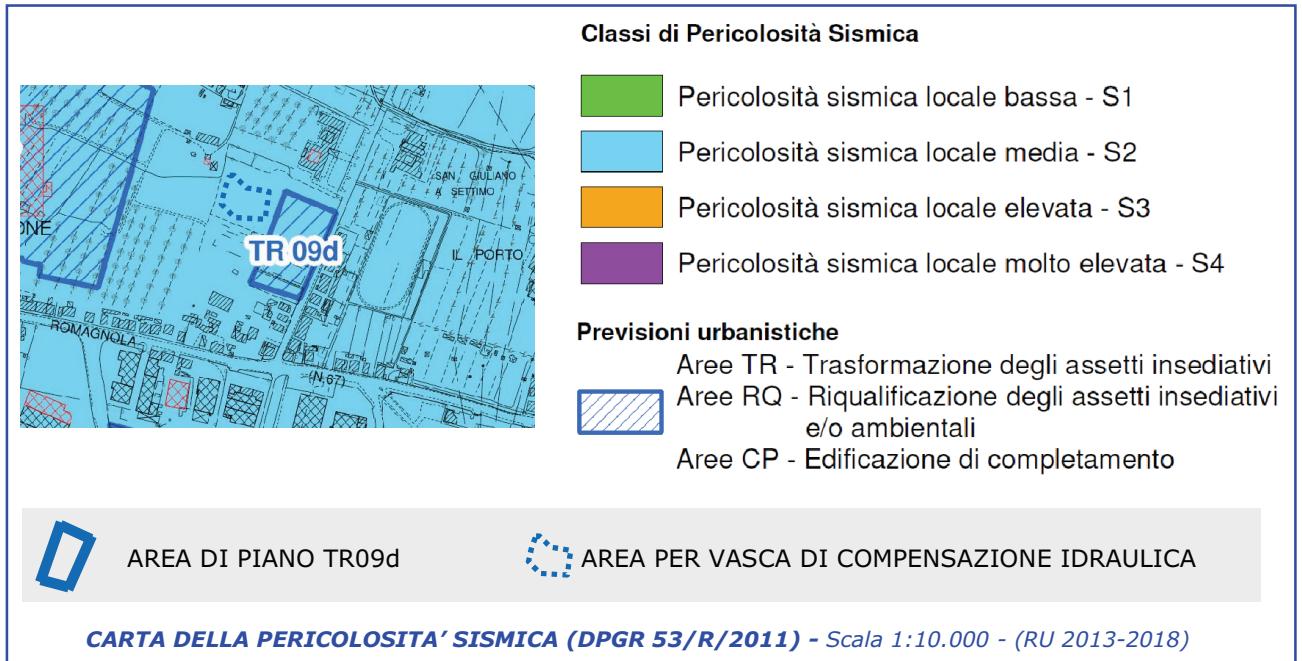 Classi di Pericolosità Sismica
Pericolosità sismica locale bassa - S1
Pericolosità sismica locale media - S2
Pericolosità sismica locale elevata - S3
Pericolosità sismica locale molto elevata - S4
SAN GIULIANO
A SETTIMO
ONE
TR 09d
IL PORTO
ROMAGNOLA
(N 67)
Previsioni urbanistiche
Aree TR - Trasformazione degli assetti insediativi
Aree RQ - Riqualificazione degli assetti insediativi
e/o ambientali
Aree CP - Edificazione di completamento
AREA DI PIANO TR09d
AREA PER VASCA DI COMPENSAZIONE IDRAULICA
CARTA DELLA PERICOLOSITA’ SISMICA (DPGR 53/R/2011) - Scala 1:10.000 - (RU 2013-2018)